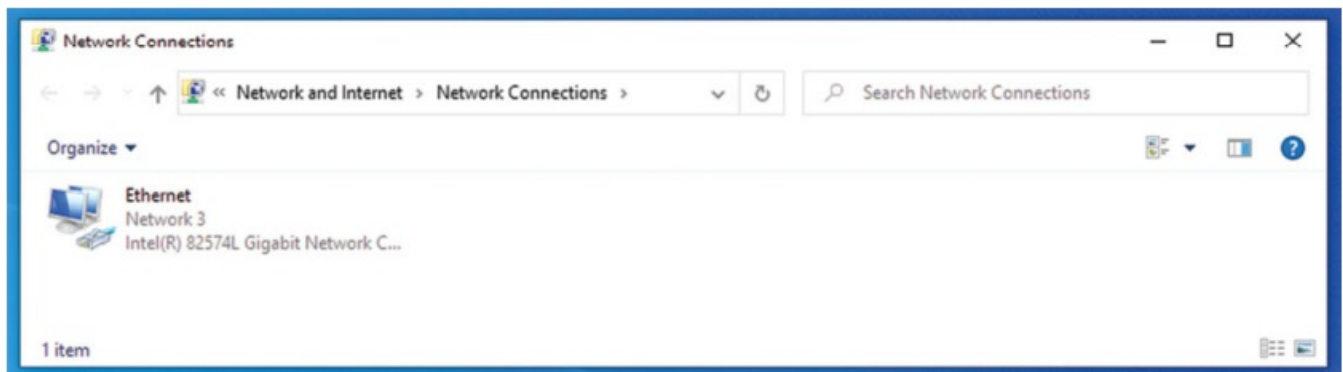 Network Connections
« Network and Internet › Network Connections ›
Search Network Connections
Organize
Ethernet
Network 3
Intel(R) 82574L Gigabit Network C...
1 item